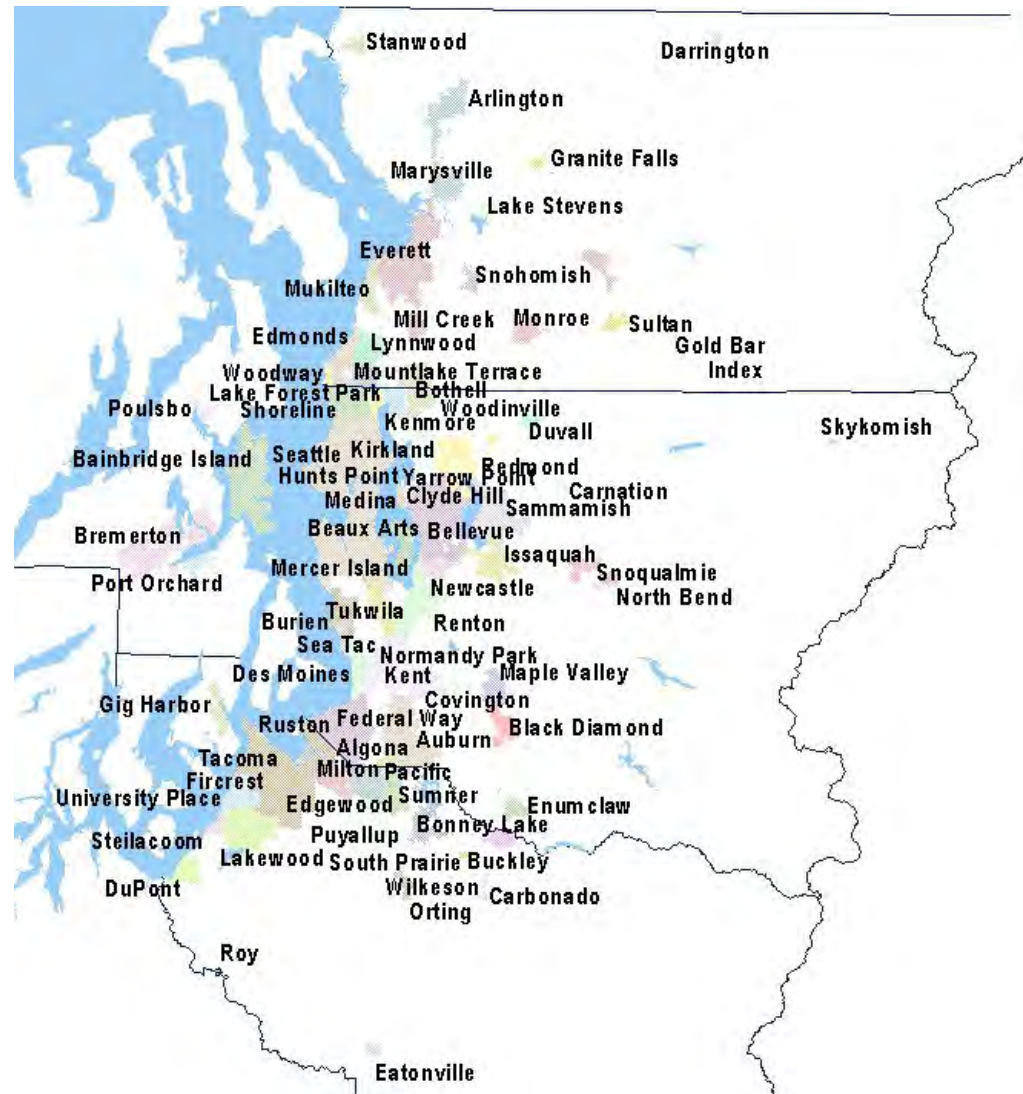 Stanwood
Darrington
Arlington
Granite Falls
Marysville
Lake Stevens
Everett
Snohomish
Mukilteo
Mill Creek
Monroe
Sultan
Edmonds
Lynnwood
Gold Bar
Index
Woodway
Mountlake Terrace
Lake Forest Park
Bothell
Poulsbo
Shoreline
Woodinville
Kenmore
Duvall
Skykomish
Bainbridge Island
Seattle
Kirkland
Redmond
Hunts Point
Yarrow Point
Carnation
Medina
Clyde Hill
Sammamish
Bremerton
Beaux Arts
Bellevue
Issaquah
Port Orchard
Mercer Island
Newcastle
Snoqualmie
North Bend
Burien
Tukwila
Renton
Sea Tac
Normandy Park
Des Moines
Kent
Maple Valley
Gig Harbor
Covington
Ruston
Federal Way
Black Diamond
Algona
Auburn
Tacoma
Milton
Pacific
Fircrest
University Place
Edgewood
Sumner
Enumclaw
Steilacoom
Puyallup
Bonney Lake
Lakewood
South Prairie
Buckley
DuPont
Wilkeson
Carbonado
Orting
Roy
Eatonville